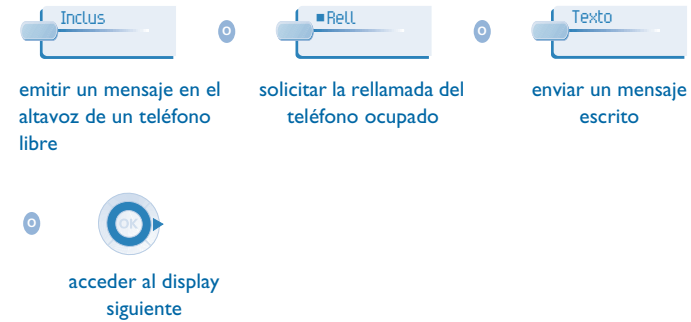 Inclus
O
■Rell
O
Texto
emitir un mensaje en el
altavoz de un teléfono
libre
solicitar la rellamada del
teléfono ocupado
enviar un mensaje
escrito
O
OK
acceder al display
siguiente